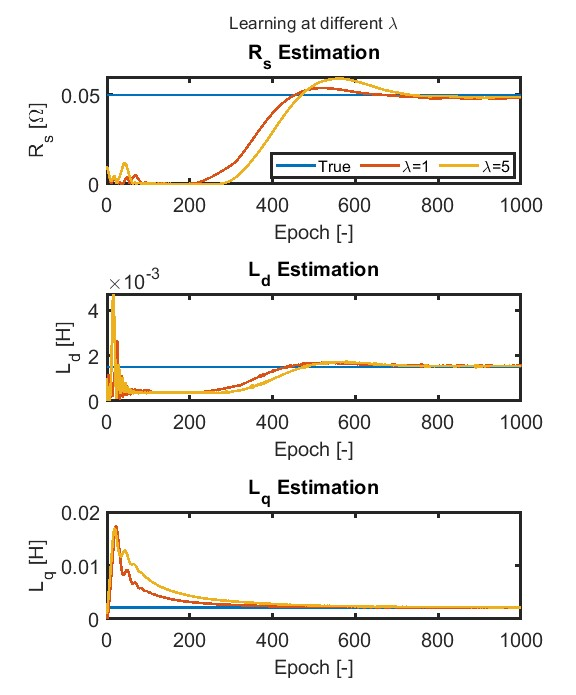 Learning at different λ
R_s Estimation
0.05
0
R_s [Ω]
True λ=1 λ=5
0 200 400 600 800 1000
Epoch [-]
L_d Estimation
×10^-3
4
2
0
L_d [H]
0 200 400 600 800 1000
Epoch [-]
L_q Estimation
0.02
0.01
0
L_q [H]
0 200 400 600 800 1000
Epoch [-]